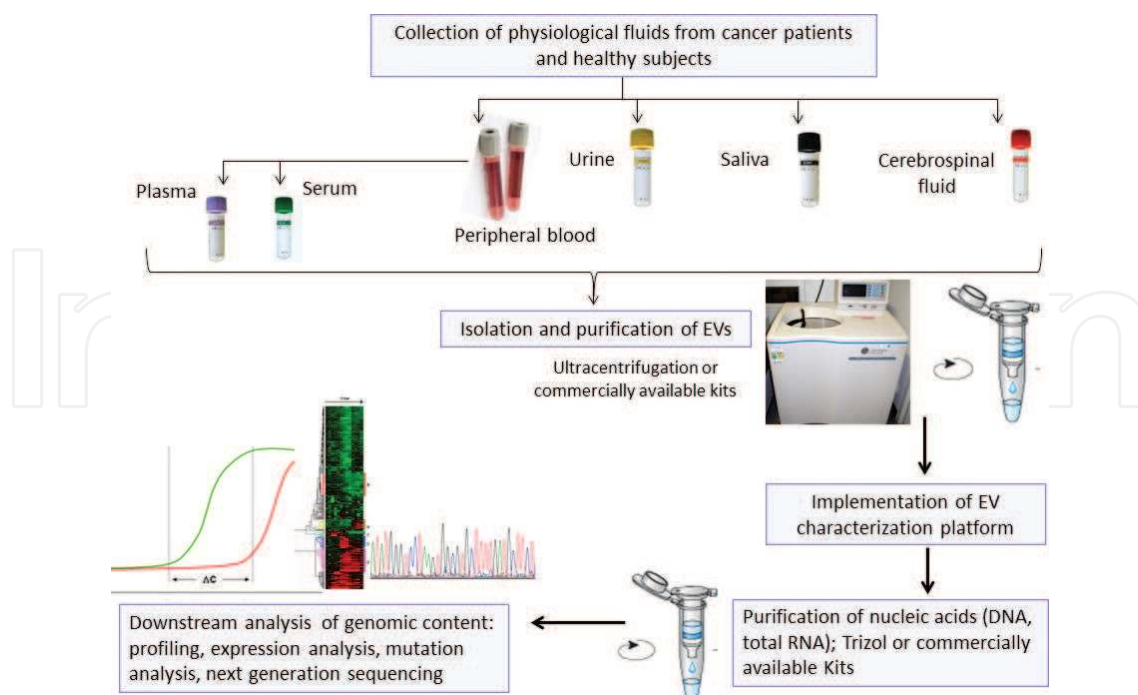 Collection of physiological fluids from cancer patients
and healthy subjects
Urine
Saliva
Cerebrospinal
fluid
Plasma
Serum
Peripheral blood
Isolation and purification of EVs
Ultracentrifugation or
commercially available kits
Implementation of EV
characterization platform
Purification of nucleic acids (DNA,
total RNA); Trizol or commercially
available Kits
ΔC
Downstream analysis of genomic content:
profiling, expression analysis, mutation
analysis, next generation sequencing